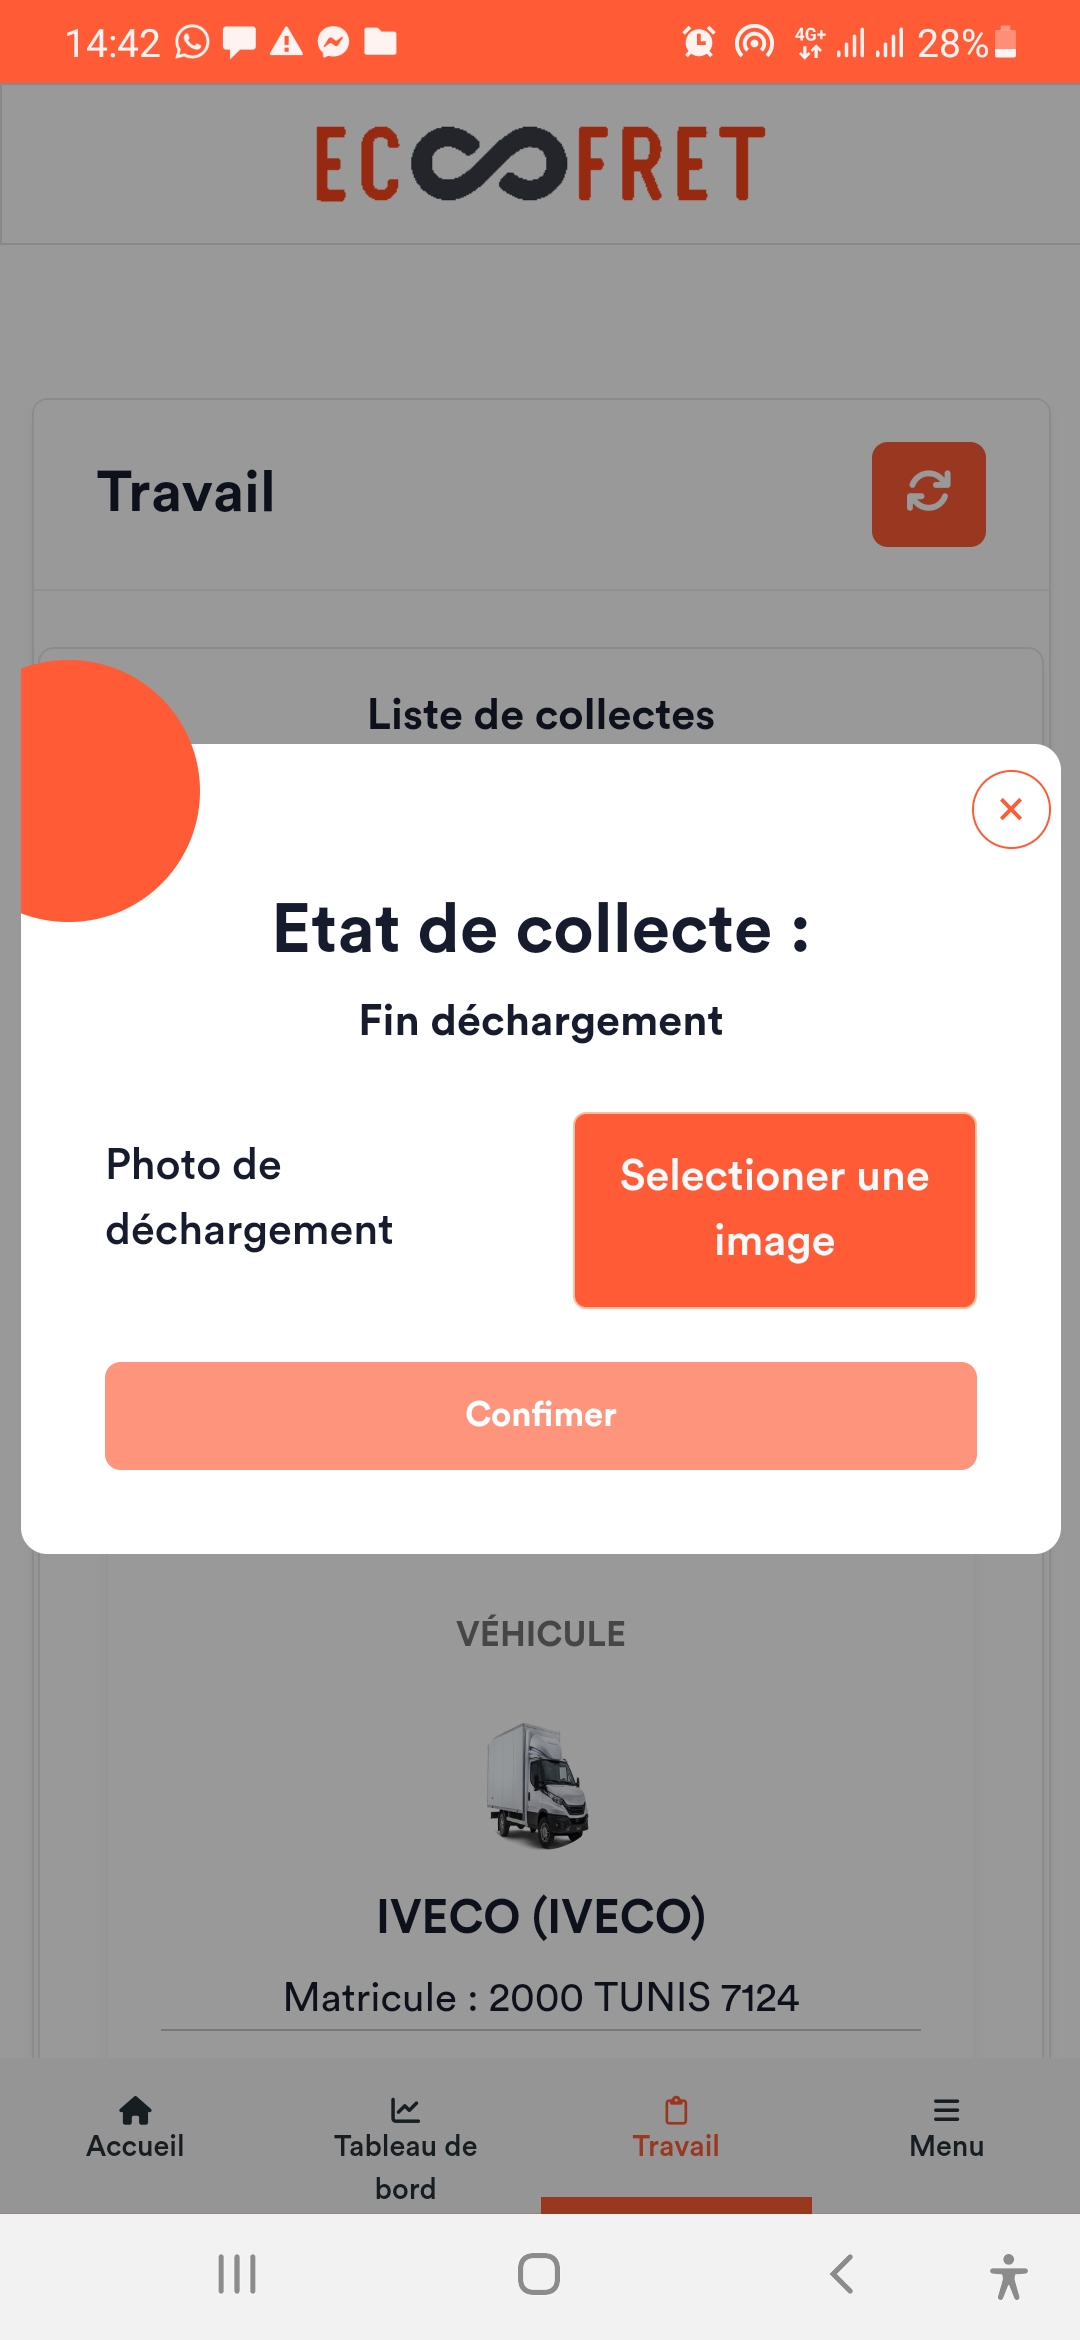 14:42
4G+
28%
ECOFRET
Travail
Liste de collectes
Etat de collecte :
Fin déchargement
Photo de
déchargement
Selectioner une
image
Confimer
VÉHICULE
IVECO (IVECO)
Matricule : 2000 TUNIS 7124
Accueil
Tableau de
bord
Travail
Menu